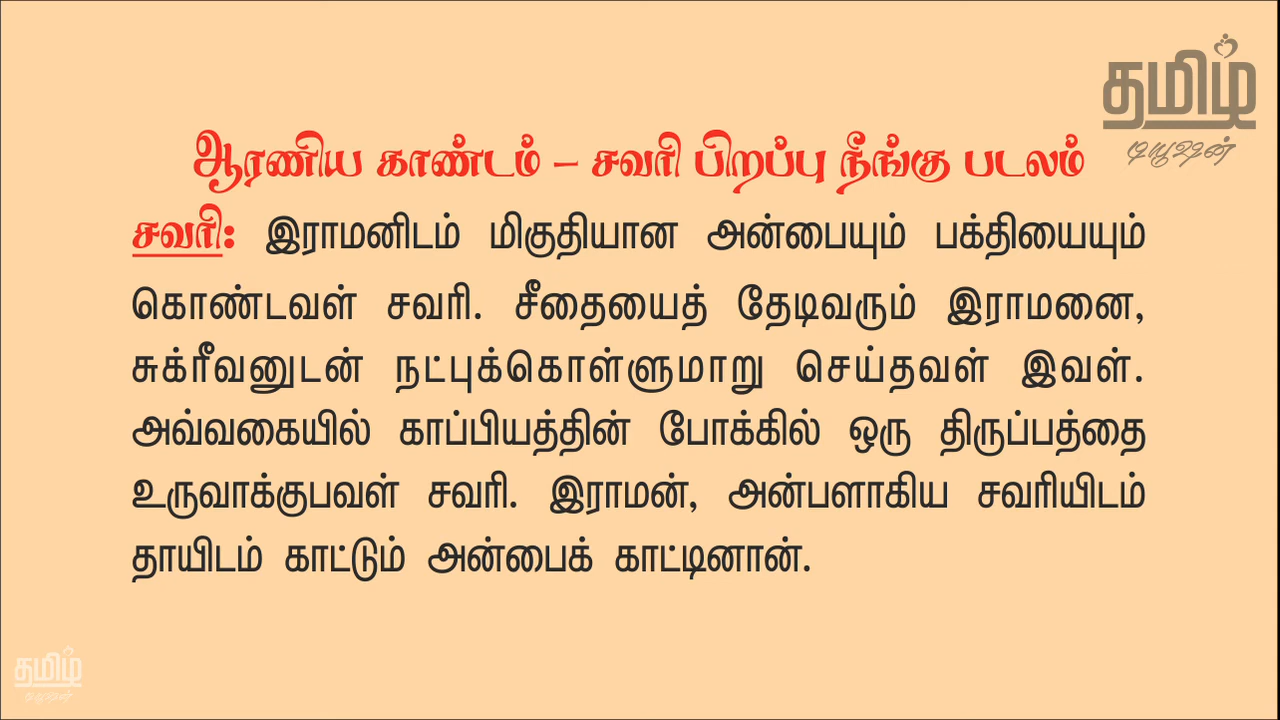 தமிழ்
டியூஷன்
ஆரணிய காண்டம் – சவரி பிறப்பு நீங்கு படலம்
சவரி: இராமனிடம் மிகுதியான அன்பையும் பக்தியையும்
கொண்டவள் சவரி. சீதையைத் தேடிவரும் இராமனை,
சுக்ரீவனுடன் நட்புக்கொள்ளுமாறு செய்தவள் இவள்.
அவ்வகையில் காப்பியத்தின் போக்கில் ஒரு திருப்பத்தை
உருவாக்குபவள் சவரி. இராமன், அன்பளாகிய சவரியிடம்
தாயிடம் காட்டும் அன்பைக் காட்டினான்.
தமிழ்
டியூஷன்